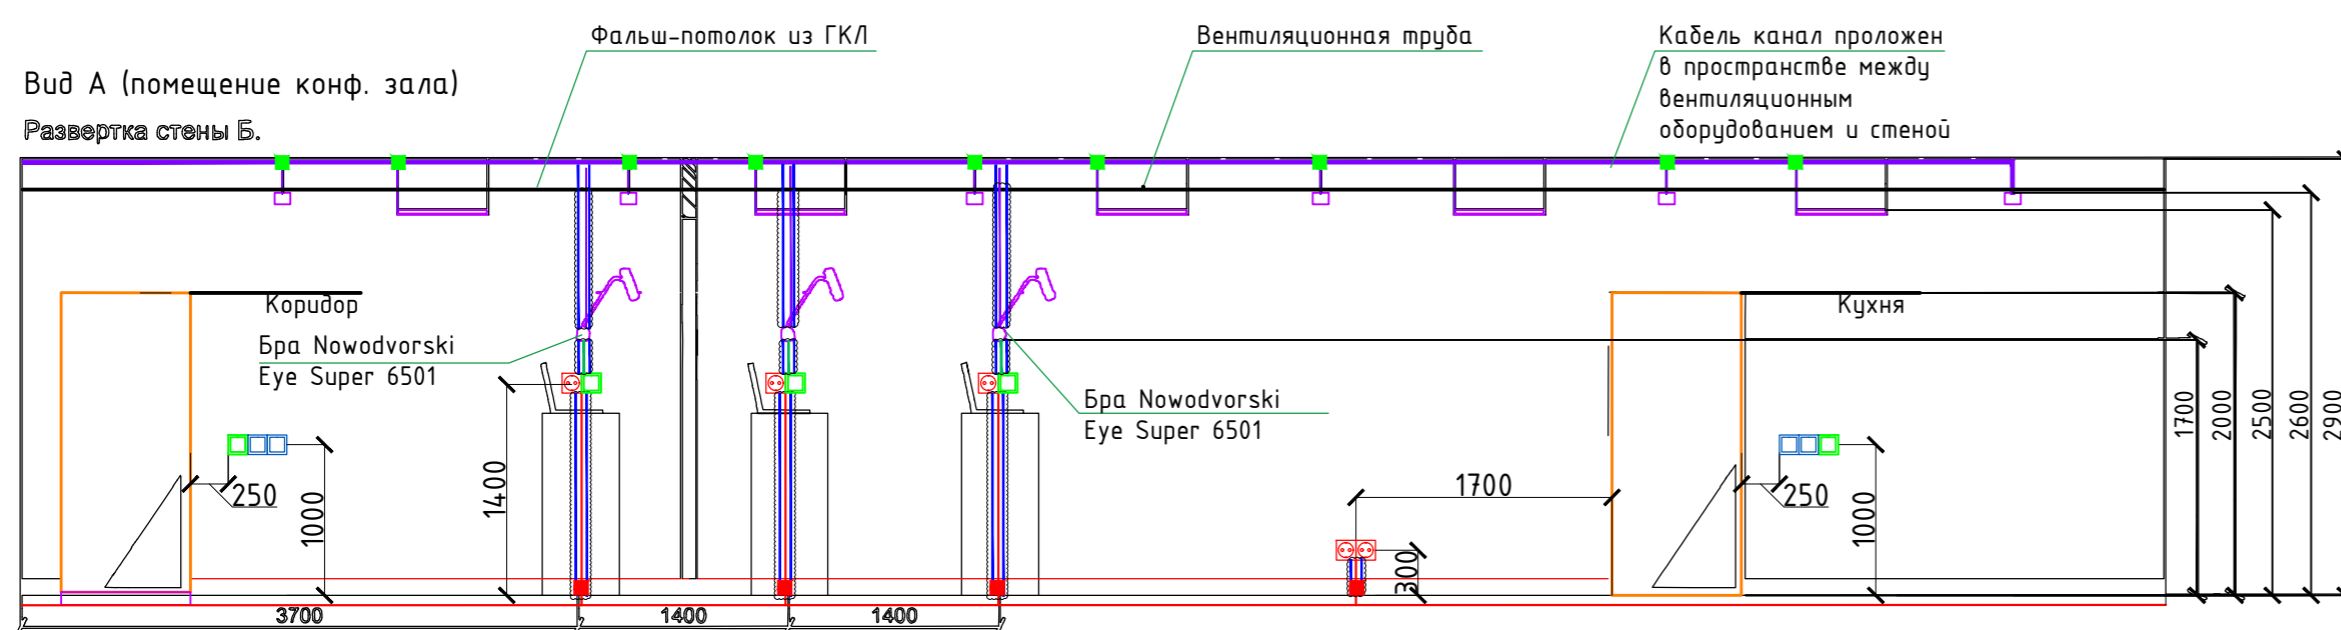 Фальш-потолок из ГКЛ
Вентиляционная труба
Кабель канал проложен
в пространстве между
вентиляционным
оборудованием и стеной
Вид А (помещение конф. зала)
Развертка стены Б.
Коридор
Бра Nowodvorski
Eye Super 6501
Бра Nowodvorski
Eye Super 6501
Кухня
250
1000
1400
1700
300
250
1000
1700
2000
2500
2600
2900
3700
1400
1400